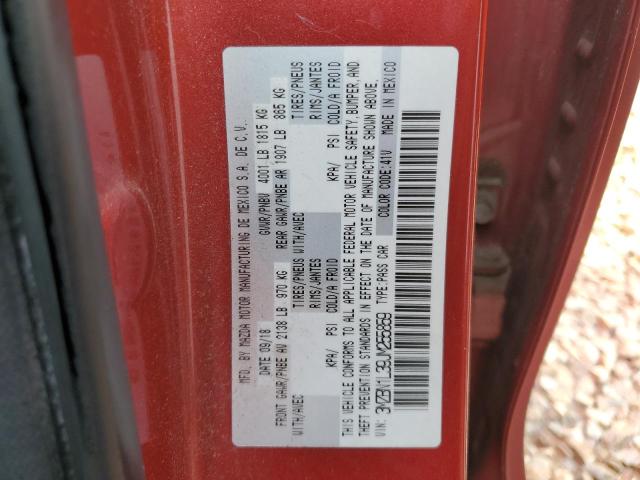 MFD. BY MAZDA MOTOR MANUFACTURING DE MEXICO S.A. DE C.V.
DATE 09/18 GVWR/PNBV 4001 LB 1815 KG
FRONT GAWR/PNBE AV 2138 LB 970 KG REAR GAWR/PNBE AR 1907 LB 865 KG
WITH/AVEC TIRES/PNEUS WITH/AVEC TIRES/PNEUS
RIMS/JANTES RIMS/JANTES
KPA/ PSI COLD/A FROID KPA/ PSI COLD/A FROID
THIS VEHICLE CONFORMS TO ALL APPLICABLE FEDERAL MOTOR VEHICLE SAFETY, BUMPER, AND
THEFT PREVENTION STANDARDS IN EFFECT ON THE DATE OF MANUFACTURE SHOWN ABOVE.
VIN: 3MZBN1L39JM265869 TYPE: PASS CAR COLOR CODE: 41V MADE IN MEXICO